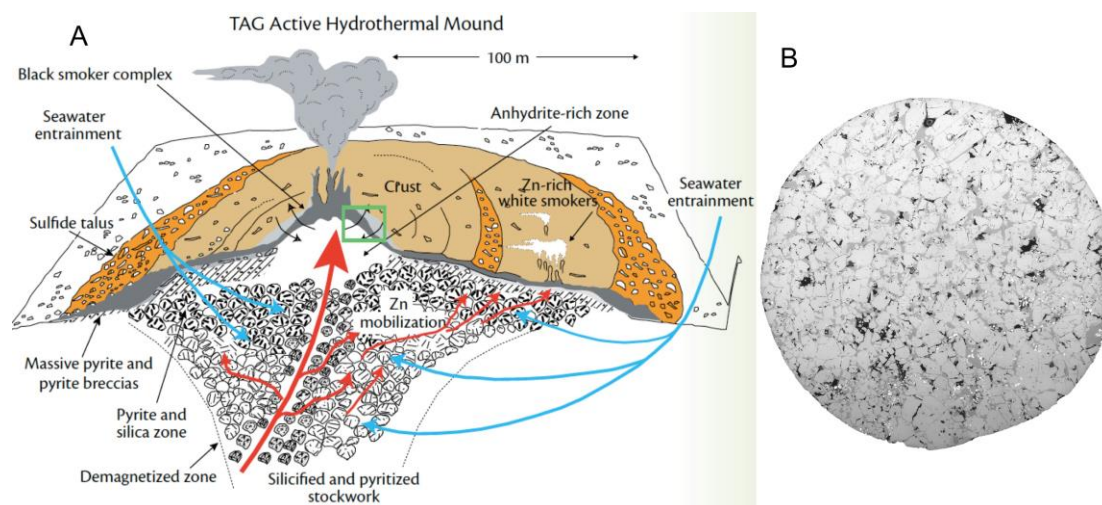 A
TAG Active Hydrothermal Mound
B
100 m
Black smoker complex
Seawater
entrainment
Anhydrite-rich zone
Crust
Zn-rich
white smokers
Seawater
entrainment
Sulfide talus
Zn
mobilization
Massive pyrite and
pyrite breccias
Pyrite and
silica zone
Demagnetized zone
Silicified and pyritized
stockwork